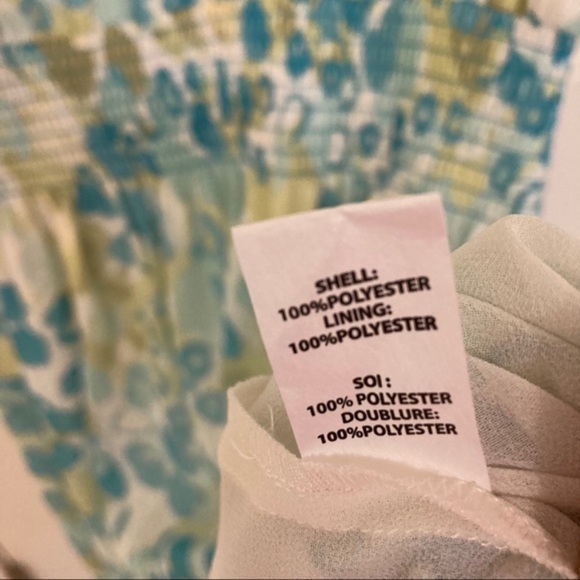 SHELL:
100%POLYESTER
LINING:
100%POLYESTER
SOI :
100% POLYESTER
DOUBLURE:
100%POLYESTER